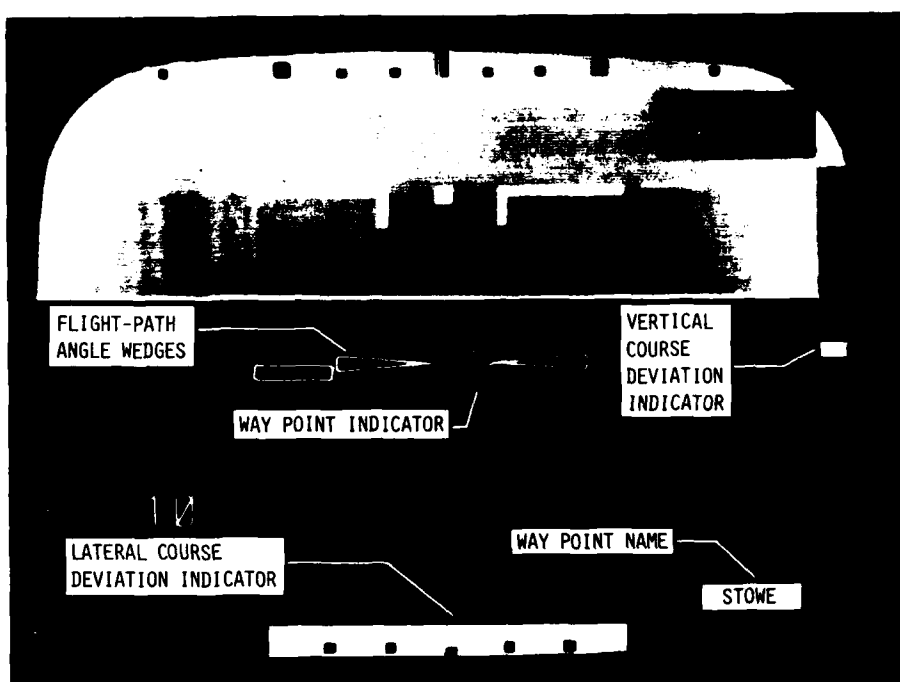 FLIGHT-PATH
ANGLE WEDGES
VERTICAL
COURSE
DEVIATION
INDICATOR
WAY POINT INDICATOR
10
LATERAL COURSE
DEVIATION INDICATOR
WAY POINT NAME
STOWE